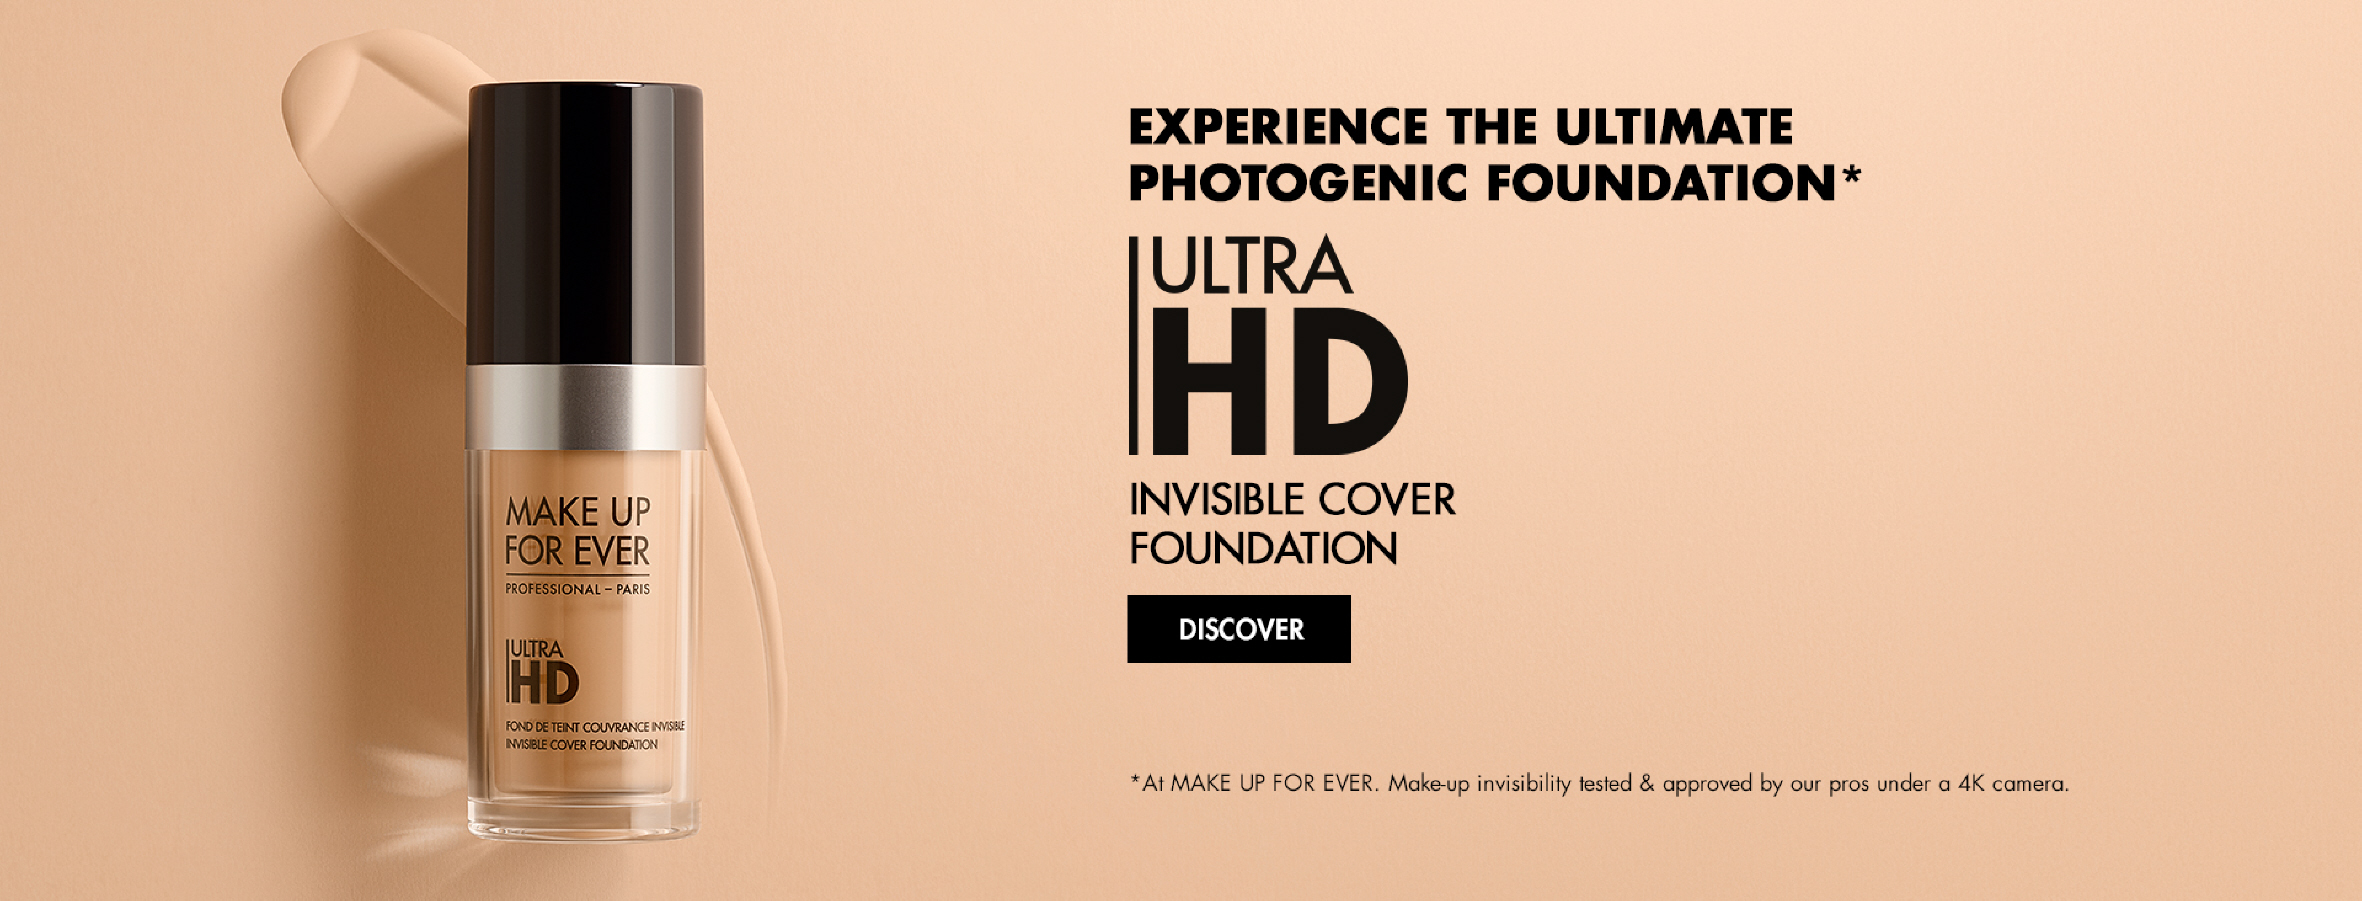 EXPERIENCE THE ULTIMATE
PHOTOGENIC FOUNDATION*
ULTRA
HD
INVISIBLE COVER
FOUNDATION
DISCOVER
*At MAKE UP FOR EVER. Make-up invisibility tested & approved by our pros under a 4K camera.
MAKE UP
FOR EVER
PROFESSIONAL – PARIS
ULTRA
HD
FOND DE TEINT COUVRANCE INVISIBLE
INVISIBLE COVER FOUNDATION